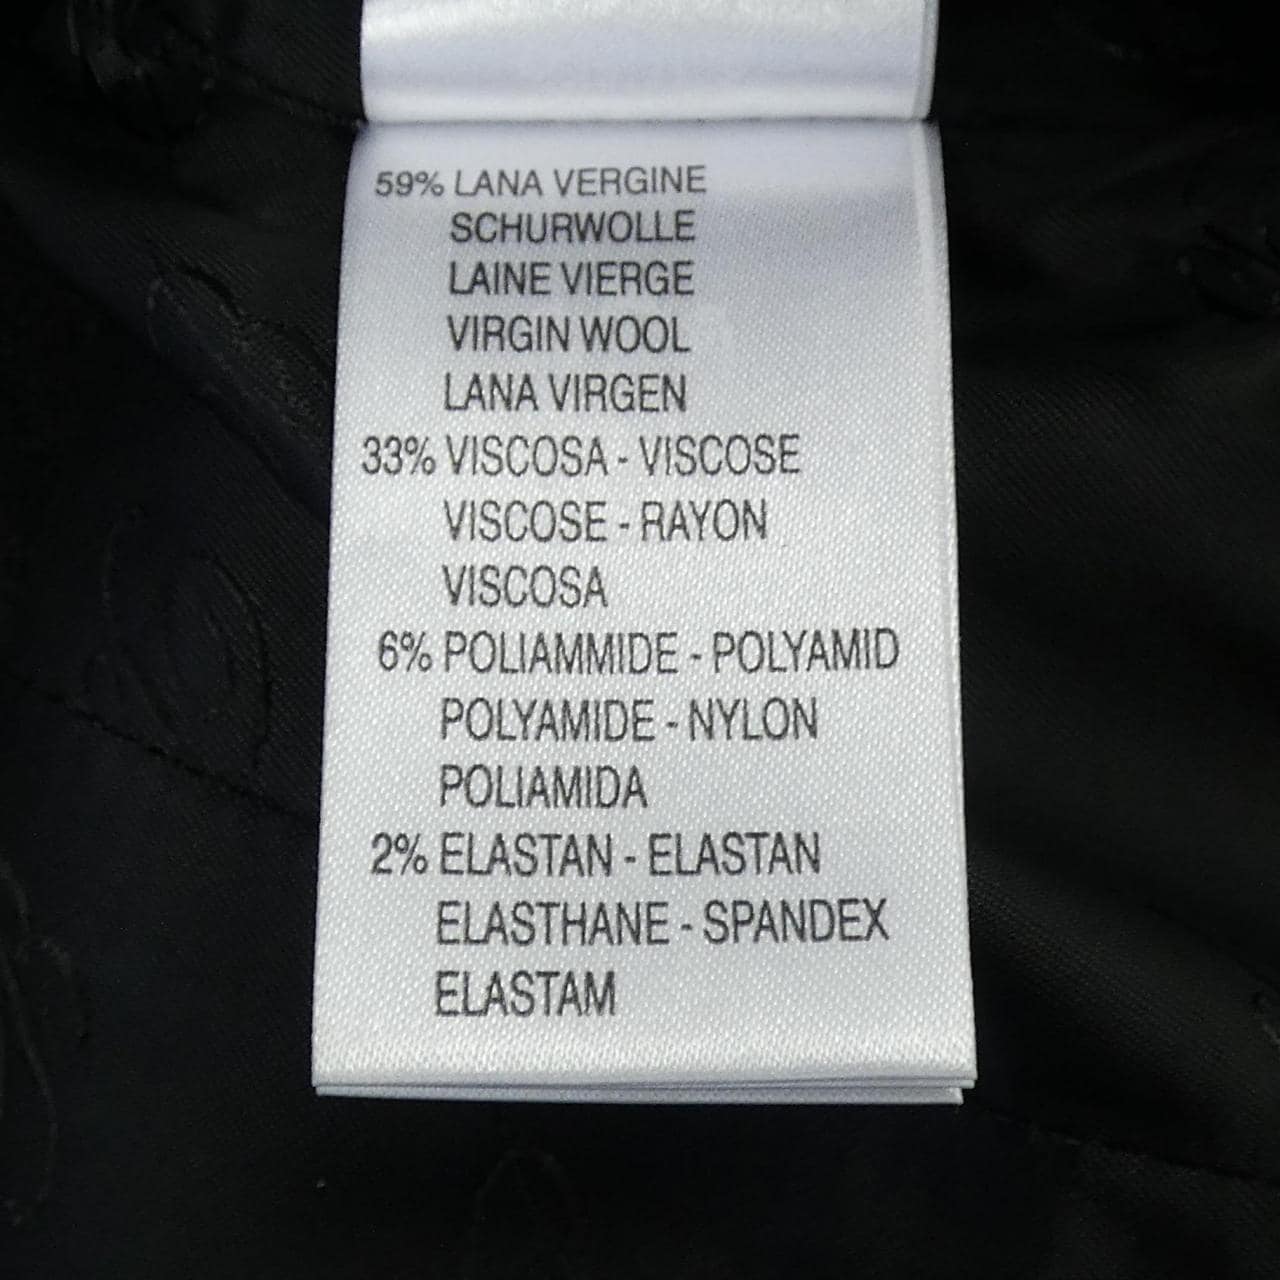 59% LANA VERGINE
SCHURWOLLE
LAINE VIERGE
VIRGIN WOOL
LANA VIRGEN
33% VISCOSA - VISCOSE
VISCOSE - RAYON
VISCOSA
6% POLIAMMIDE - POLYAMID
POLYAMIDE - NYLON
POLIAMIDA
2% ELASTAN - ELASTAN
ELASTHANE - SPANDEX
ELASTAM